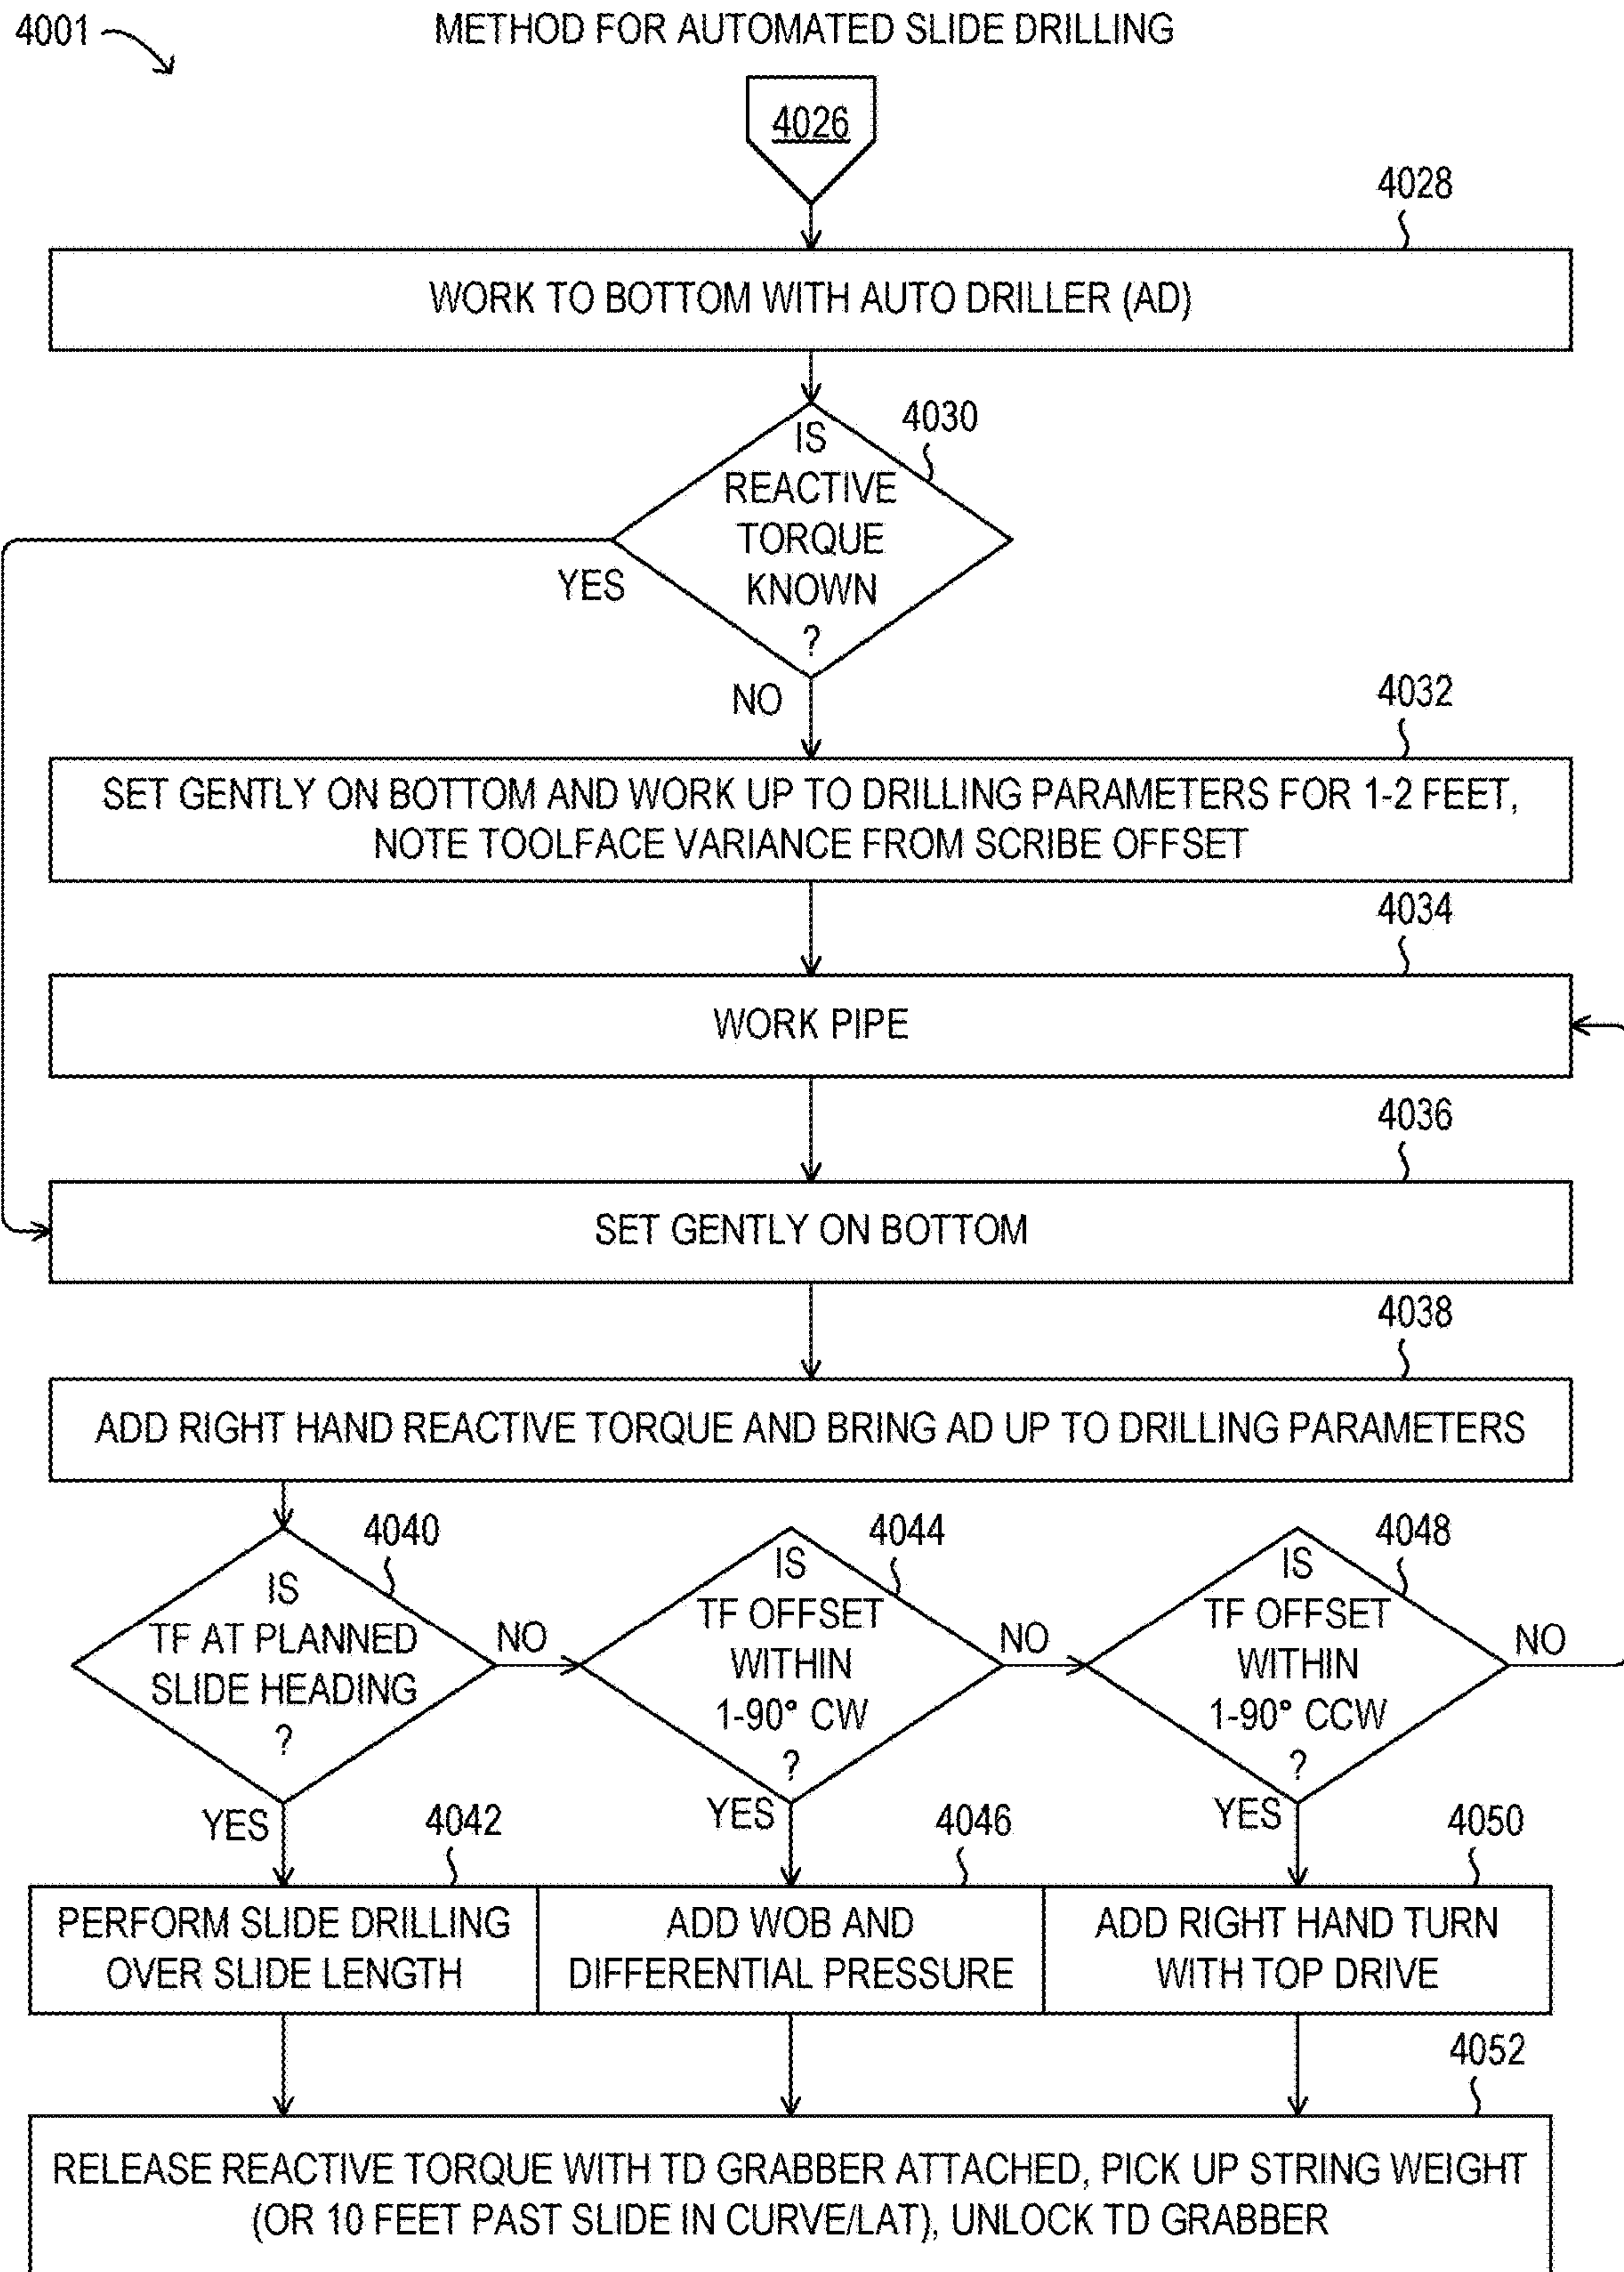 4001
METHOD FOR AUTOMATED SLIDE DRILLING
4026
4028
WORK TO BOTTOM WITH AUTO DRILLER (AD)
4030
IS
REACTIVE
TORQUE
KNOWN
?
YES
NO
4032
SET GENTLY ON BOTTOM AND WORK UP TO DRILLING PARAMETERS FOR 1-2 FEET,
NOTE TOOLFACE VARIANCE FROM SCRIBE OFFSET
4034
WORK PIPE
4036
SET GENTLY ON BOTTOM
4038
ADD RIGHT HAND REACTIVE TORQUE AND BRING AD UP TO DRILLING PARAMETERS
4040
IS
TF AT PLANNED
SLIDE HEADING
?
NO
YES
4044
IS
TF OFFSET
WITHIN
1-90° CW
?
NO
YES
4048
IS
TF OFFSET
WITHIN
1-90° CCW
?
NO
YES
4042
PERFORM SLIDE DRILLING
OVER SLIDE LENGTH
4046
ADD WOB AND
DIFFERENTIAL PRESSURE
4050
ADD RIGHT HAND TURN
WITH TOP DRIVE
4052
RELEASE REACTIVE TORQUE WITH TD GRABBER ATTACHED, PICK UP STRING WEIGHT
(OR 10 FEET PAST SLIDE IN CURVE/LAT), UNLOCK TD GRABBER